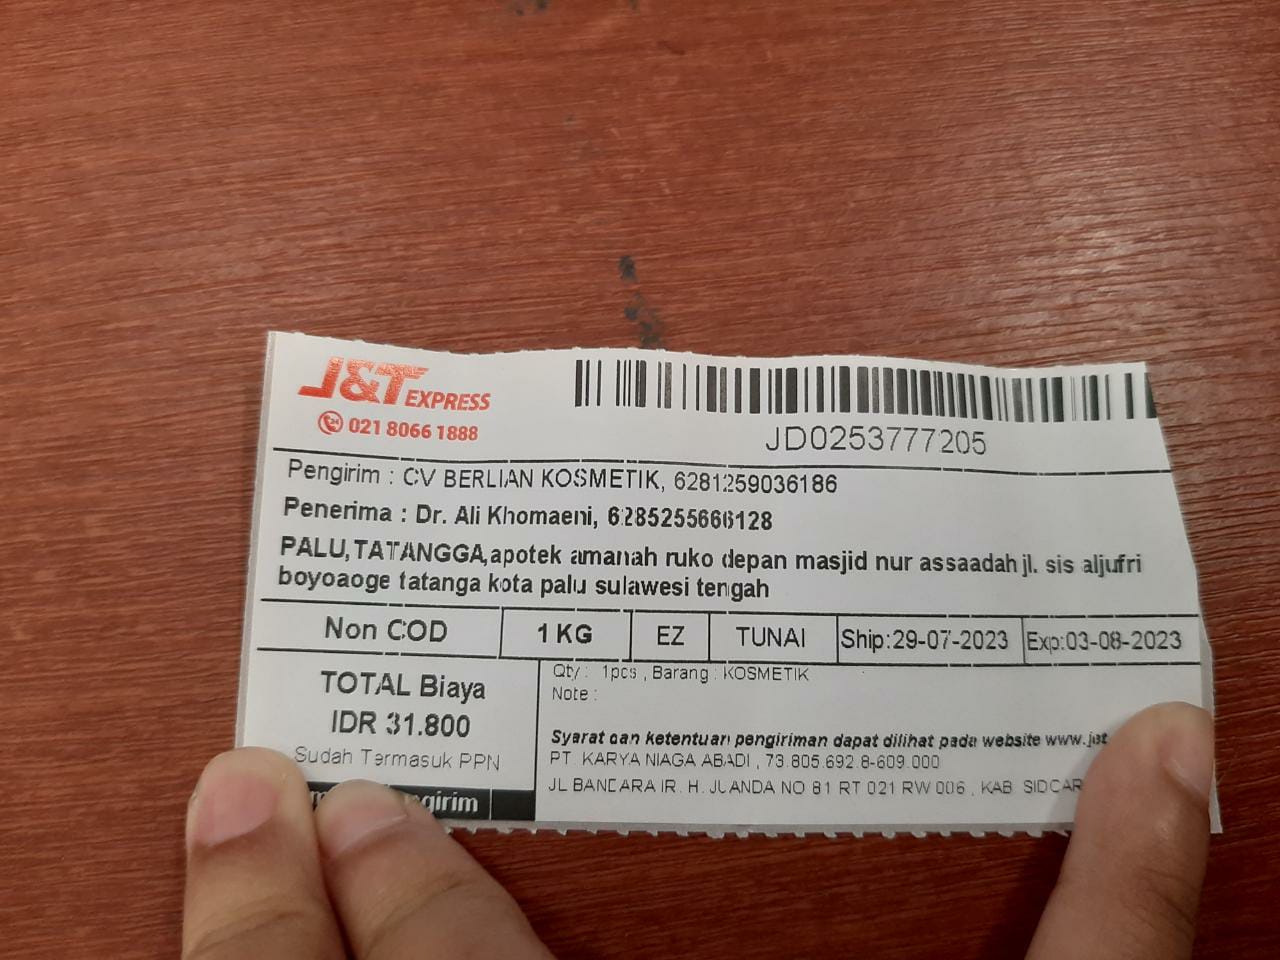 J&T EXPRESS
021 8066 1888
JD0253777205
Pengirim : CV BERLIAN KOSMETIK, 6281259036186
Penerima : Dr. Ali Khomaeni, 6285255666128
PALU,TATANGGA,apotek amanah ruko depan masjid nur assaadah jl. sis aljufri
boyoaoge tatanga kota palu sulawesi tengah
Non COD 1 KG EZ TUNAI Ship:29-07-2023 Exp:03-08-2023
TOTAL Biaya
IDR 31.800
Sudah Termasuk PPN
Qty : 1pcs , Barang : KOSMETIK
Note :
Syarat dan ketentuan pengiriman dapat dilihat pada website www.jet
PT. KARYA NIAGA ABADI , 73.805.692.8-609.000
JL BANDARA IR. H. JUANDA NO 81 RT 021 RW 006 , KAB SIDOAR